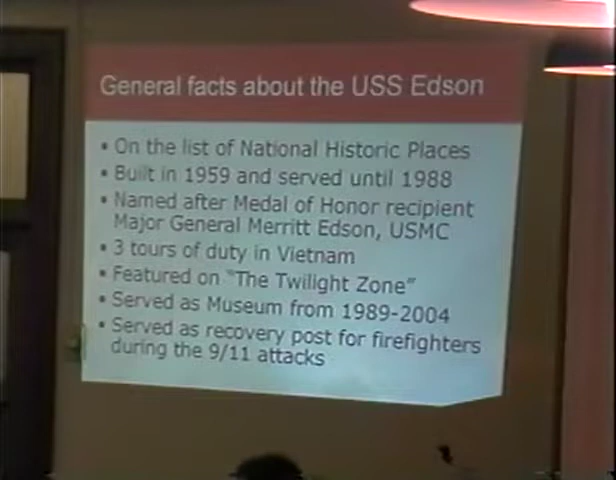 General facts about the USS Edson
▪ On the list of National Historic Places
▪ Built in 1959 and served until 1988
▪ Named after Medal of Honor recipient
Major General Merritt Edson, USMC
▪ 3 tours of duty in Vietnam
▪ Featured on “The Twilight Zone”
▪ Served as Museum from 1989-2004
▪ Served as recovery post for firefighters
during the 9/11 attacks